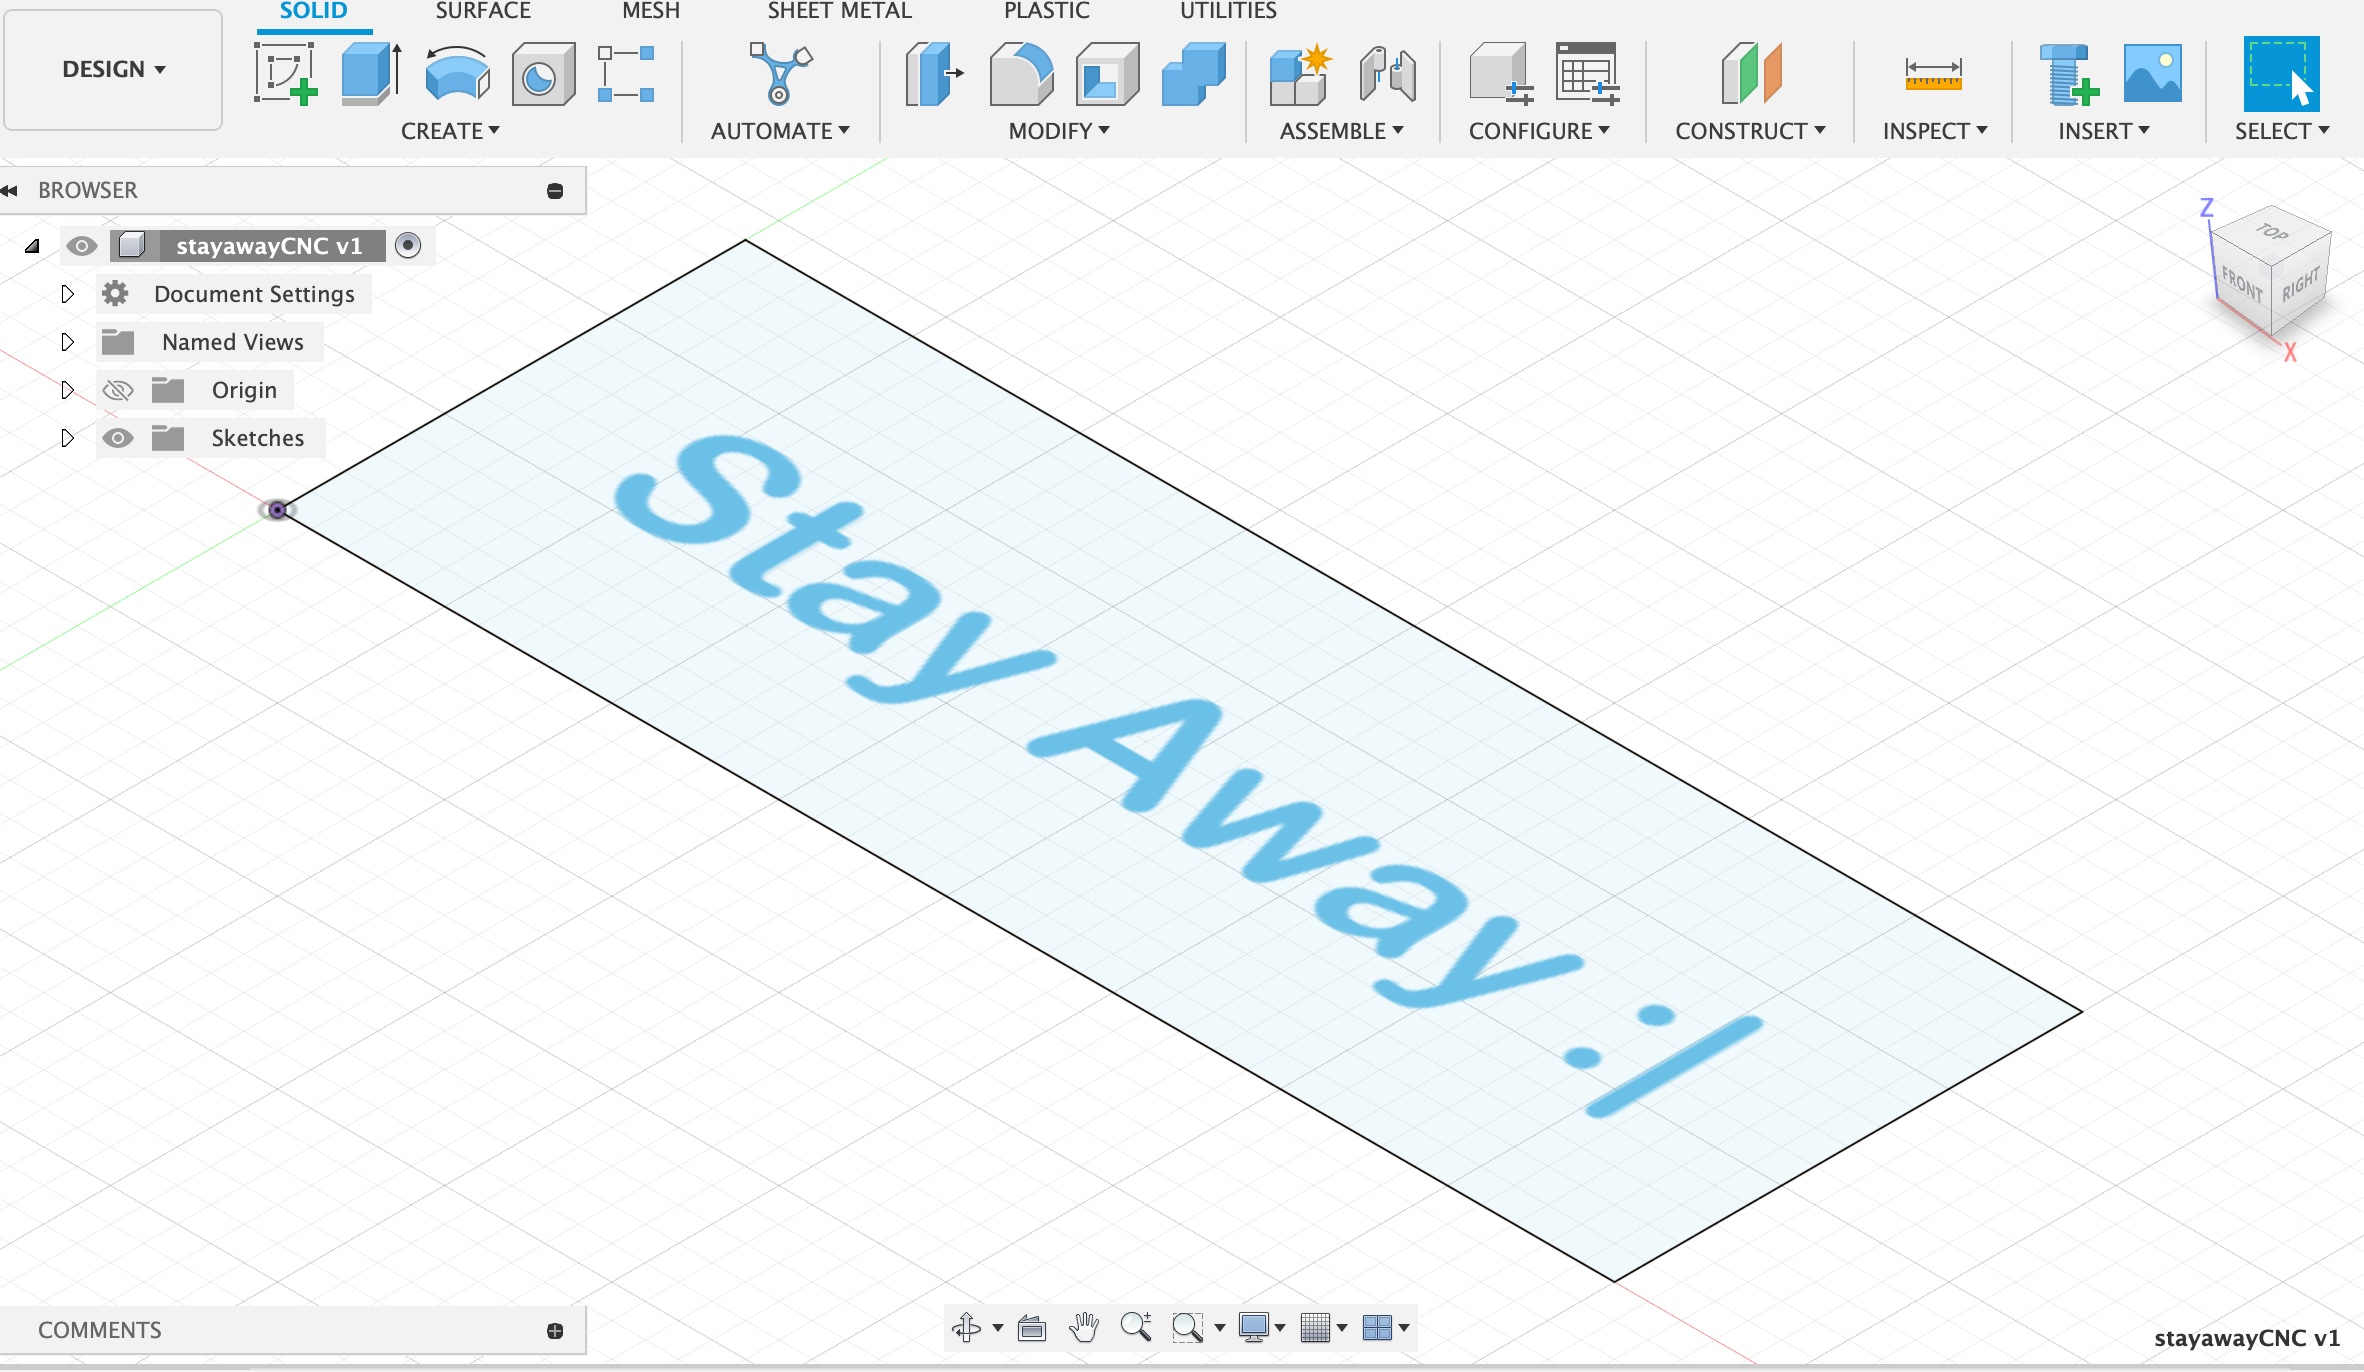 SOLID SURFACE MESH SHEET METAL PLASTIC UTILITIES
DESIGN
CREATE AUTOMATE MODIFY ASSEMBLE CONFIGURE CONSTRUCT INSPECT INSERT SELECT
BROWSER
stayawayCNC v1
Document Settings
Named Views
Origin
Sketches
Z
TOP
FRONT RIGHT
X
Stay Away :|
COMMENTS
stayawayCNC v1